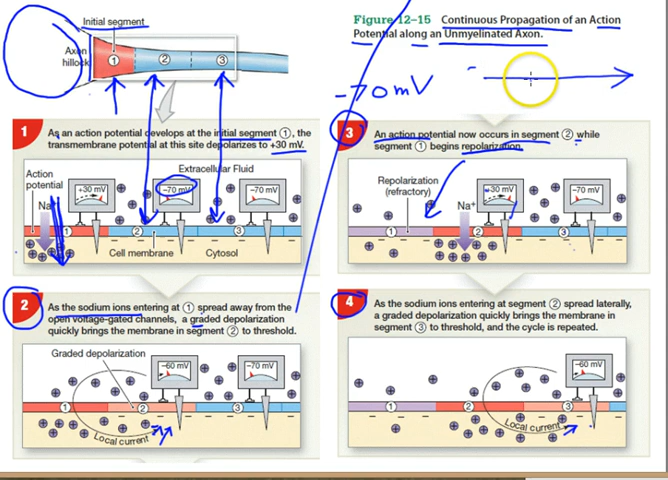 Initial segment
Axon
hillock
1
2
3
Figure 12–15 Continuous Propagation of an Action
Potential along an Unmyelinated Axon.
-70mV
1
As an action potential develops at the initial segment ①, the
transmembrane potential at this site depolarizes to +30 mV.
Extracellular Fluid
Action
potential
+30 mV
−70 mV
−70 mV
Na
1
2
3
Cell membrane
Cytosol
2
As the sodium ions entering at ① spread away from the
open voltage-gated channels, a graded depolarization
quickly brings the membrane in segment ② to threshold.
Graded depolarization
−60 mV
−70 mV
1
2
3
Local current
3
An action potential now occurs in segment ② while
segment ① begins repolarization.
Repolarization
(refractory)
+30 mV
−70 mV
Na+
1
2
3
4
As the sodium ions entering at segment ② spread laterally,
a graded depolarization quickly brings the membrane in
segment ③ to threshold, and the cycle is repeated.
−60 mV
1
2
3
Local current